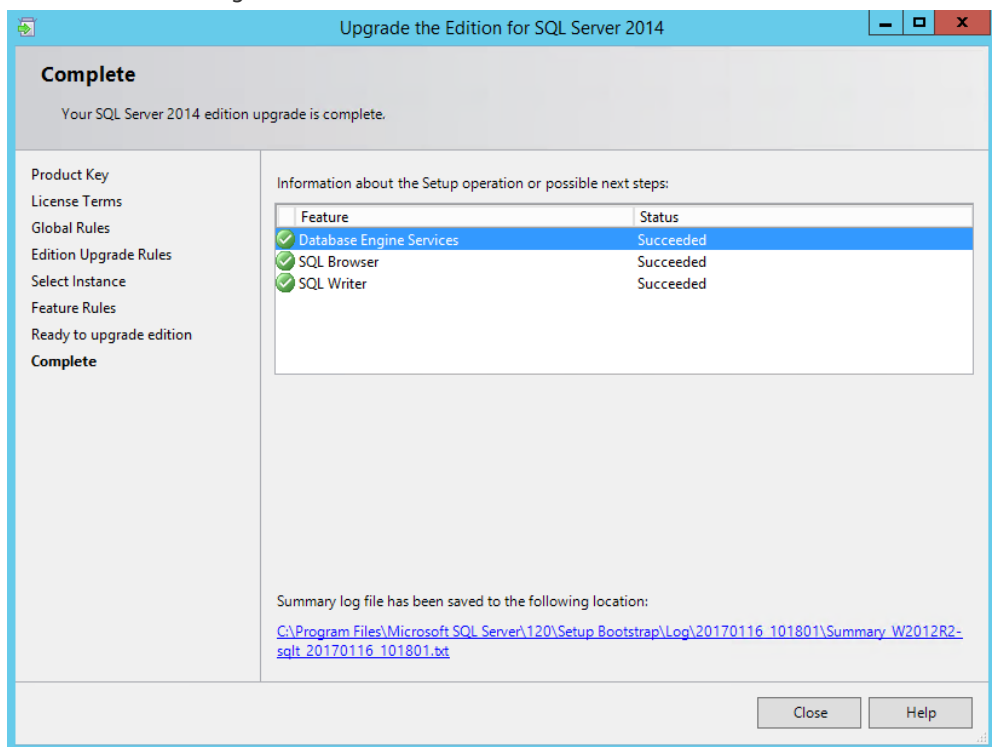 Upgrade the Edition for SQL Server 2014
Complete
Your SQL Server 2014 edition upgrade is complete.
Product Key
License Terms
Global Rules
Edition Upgrade Rules
Select Instance
Feature Rules
Ready to upgrade edition
Complete
Information about the Setup operation or possible next steps:
Feature Status
Database Engine Services Succeeded
SQL Browser Succeeded
SQL Writer Succeeded
Summary log file has been saved to the following location:
C:\Program Files\Microsoft SQL Server\120\Setup Bootstrap\Log\20170116_101801\Summary_W2012R2-
sqlt_20170116_101801.txt
Close Help